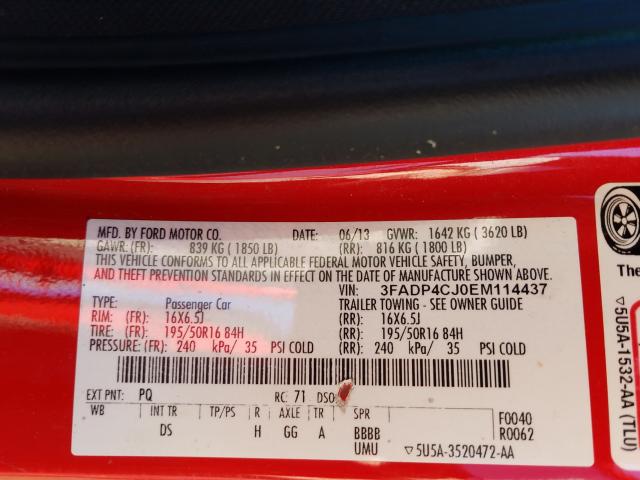 MFD. BY FORD MOTOR CO. DATE: 06/13 GVWR: 1642 KG ( 3620 LB)
GAWR: (FR): 839 KG ( 1850 LB) (RR): 816 KG ( 1800 LB)
THIS VEHICLE CONFORMS TO ALL APPLICABLE FEDERAL MOTOR VEHICLE SAFETY, BUMPER,
AND THEFT PREVENTION STANDARDS IN EFFECT ON THE DATE OF MANUFACTURE SHOWN ABOVE.
VIN: 3FADP4CJ0EM114437
TYPE: Passenger Car TRAILER TOWING - SEE OWNER GUIDE
RIM: (FR): 16X6.5J (RR): 16X6.5J
TIRE: (FR): 195/50R16 84H (RR): 195/50R16 84H
PRESSURE: (FR): 240 kPa/ 35 PSI COLD (RR): 240 kPa/ 35 PSI COLD
EXT PNT: PQ RC: 71 DSO:
WB INT TR TP/PS R AXLE TR SPR F0040
DS H GG A BBBB R0062
UMU ▽5U5A-3520472-AA
The
▽5U5A-1532-AA (TLU)